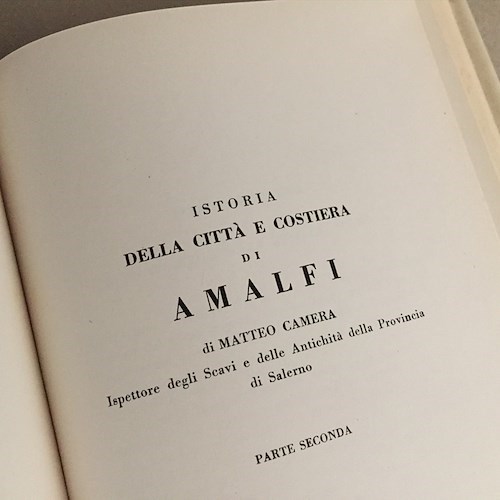 ISTORIA
DELLA CITTÀ E COSTIERA
DI
AMALFI
di MATTEO CAMERA
Ispettore degli Scavi e delle Antichità della Provincia
di Salerno
PARTE SECONDA